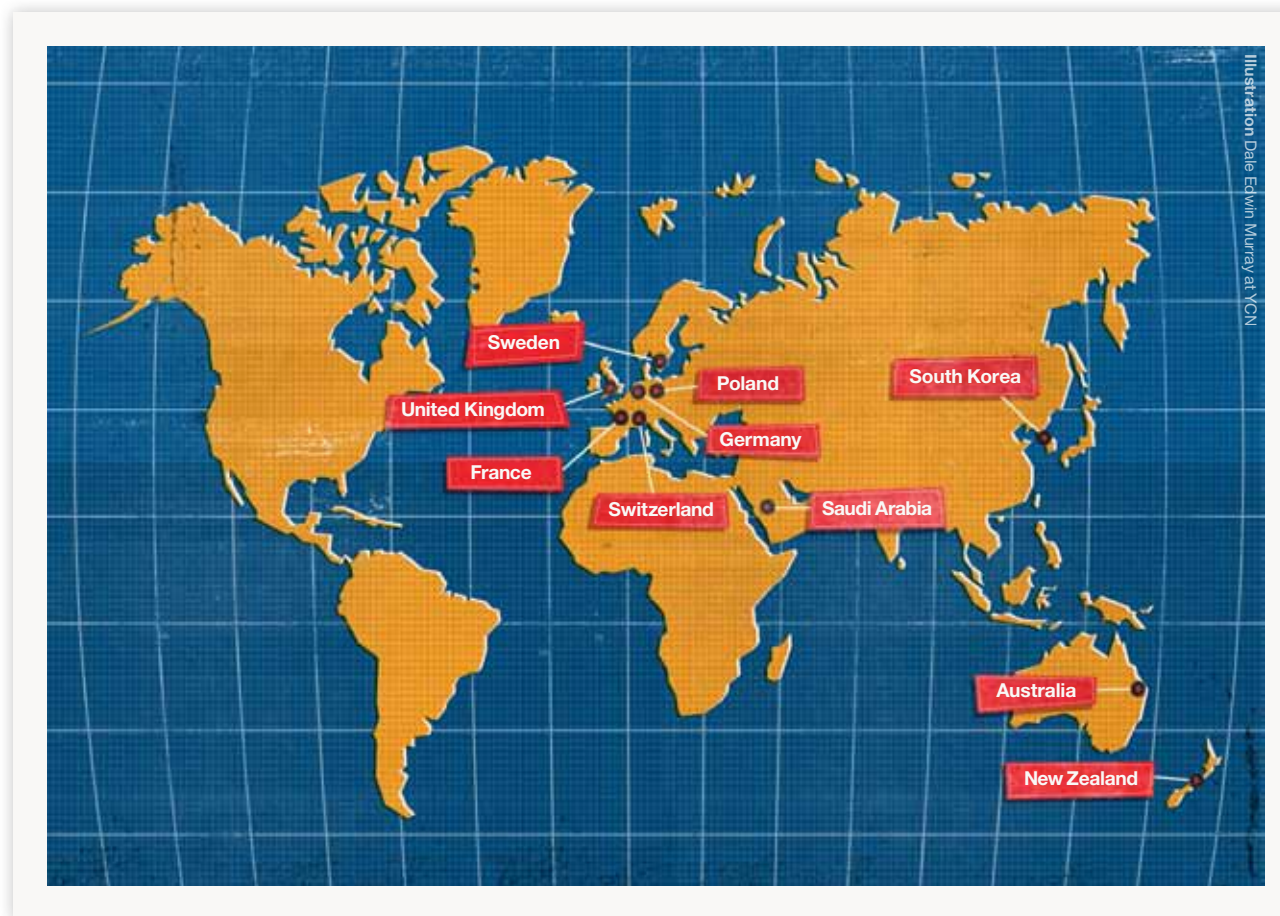 Illustration Dale Edwin Murray at YCN
Sweden
Poland
South Korea
United Kingdom
Germany
France
Switzerland
Saudi Arabia
Australia
New Zealand